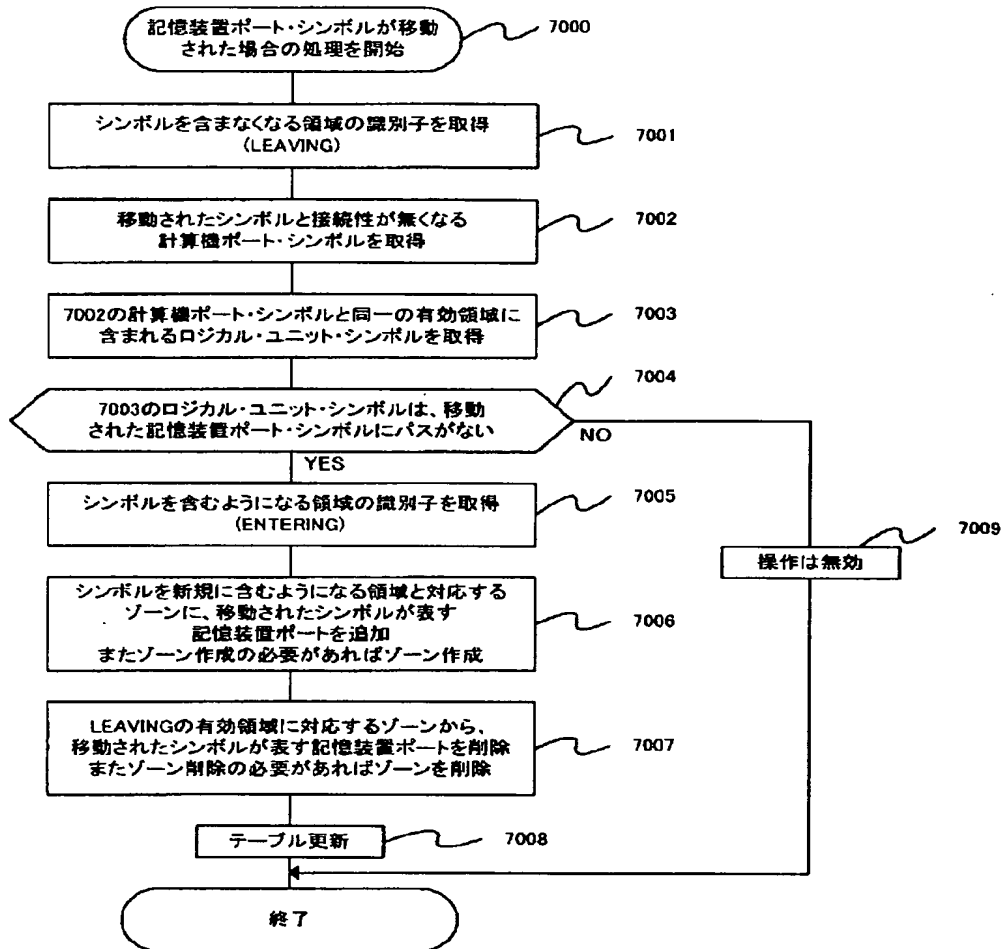 記憶装置ポート・シンボルが移動
された場合の処理を開始
7000
シンボルを含まなくなる領域の識別子を取得
(LEAVING)
7001
移動されたシンボルと接続性が無くなる
計算機ポート・シンボルを取得
7002
7002の計算機ポート・シンボルと同一の有効領域に
含まれるロジカル・ユニット・シンボルを取得
7003
7004
7003のロジカル・ユニット・シンボルは、移動
された記憶装置ポート・シンボルにパスがない
NO
YES
シンボルを含むようになる領域の識別子を取得
(ENTERING)
7005
7009
操作は無効
シンボルを新規に含むようになる領域と対応する
ゾーンに、移動されたシンボルが表す
記憶装置ポートを追加
またゾーン作成の必要があればゾーン作成
7006
LEAVINGの有効領域に対応するゾーンから、
移動されたシンボルが表す記憶装置ポートを削除
またゾーン削除の必要があればゾーンを削除
7007
テーブル更新
7008
終了